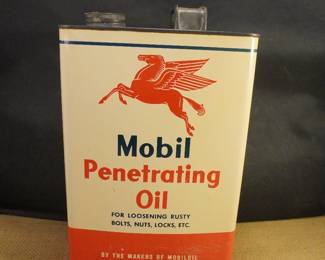 Mobil
Penetrating
Oil
FOR LOOSENING RUSTY
BOLTS, NUTS, LOCKS, ETC.
BY THE MAKERS OF MOBILOIL